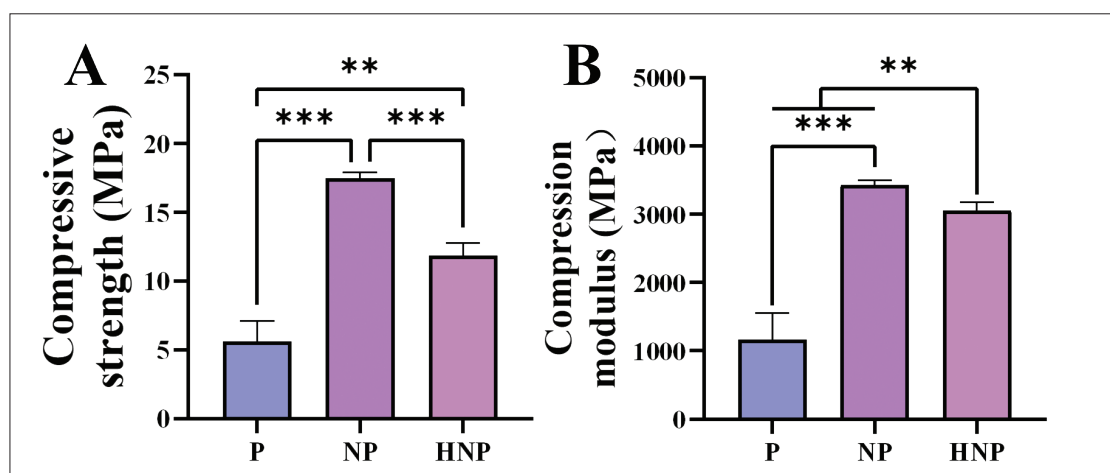 A
Compressive
strength (MPa)
25
20
15
10
5
0
**
***
***
P
NP
HNP
B
Compression
modulus (MPa）
5000
4000
3000
2000
1000
0
**
***
P
NP
HNP